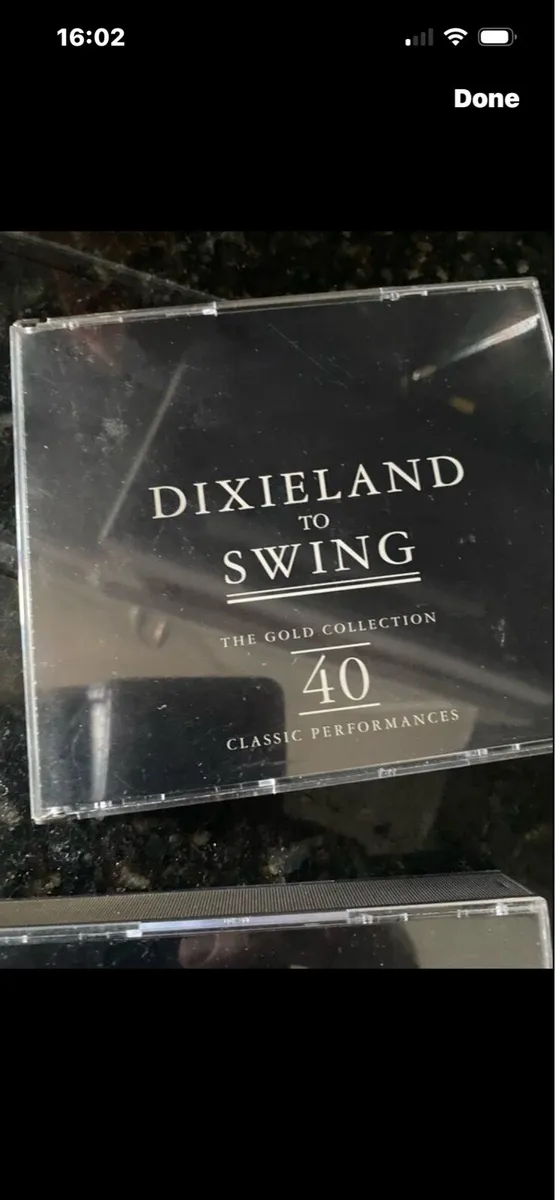 16:02
Done
DIXIELAND
TO
SWING
THE GOLD COLLECTION
40
CLASSIC PERFORMANCES